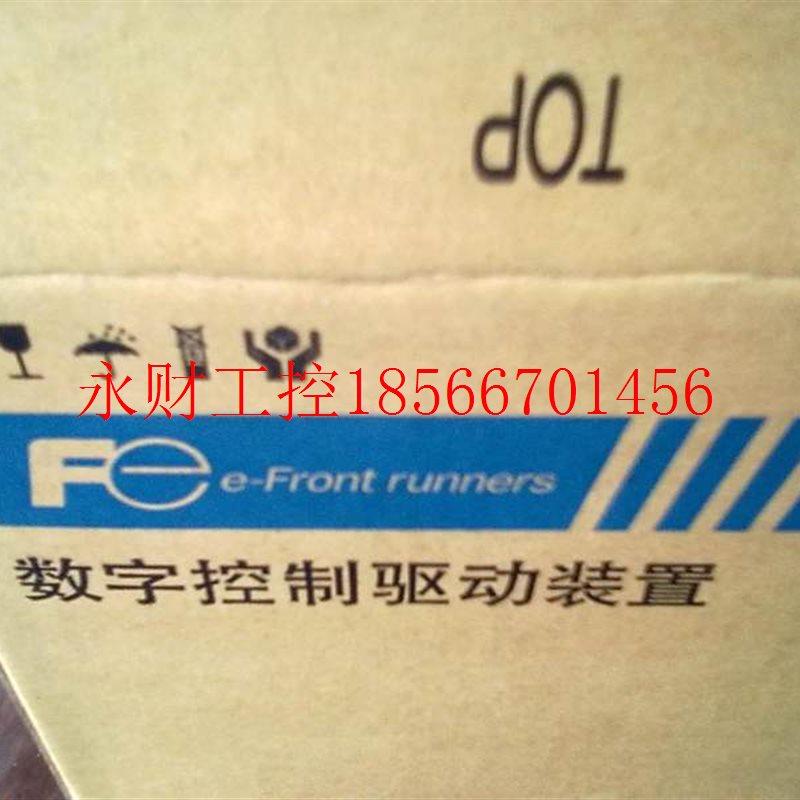 TOP
永财工控18566701456
Fe e-Front runners
数字控制驱动装置